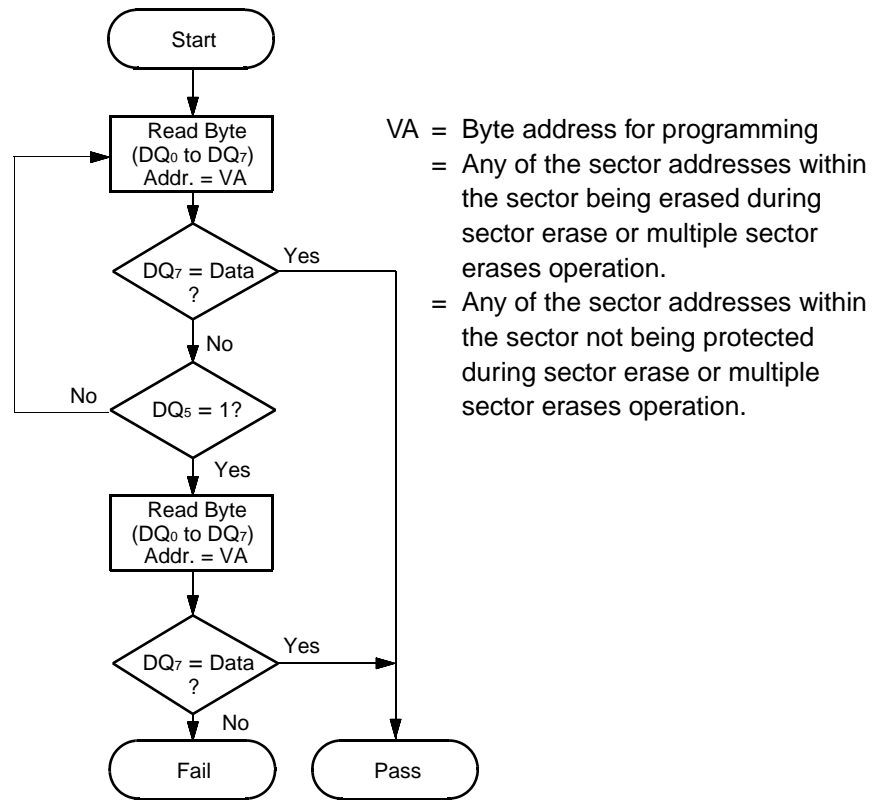 Start
Read Byte
(DQ0 to DQ7)
Addr. = VA
DQ7 = Data
?
Yes
No
DQ5 = 1?
No
Yes
Read Byte
(DQ0 to DQ7)
Addr. = VA
DQ7 = Data
?
Yes
No
Fail
Pass
VA = Byte address for programming
= Any of the sector addresses within
the sector being erased during
sector erase or multiple sector
erases operation.
= Any of the sector addresses within
the sector not being protected
during sector erase or multiple
sector erases operation.